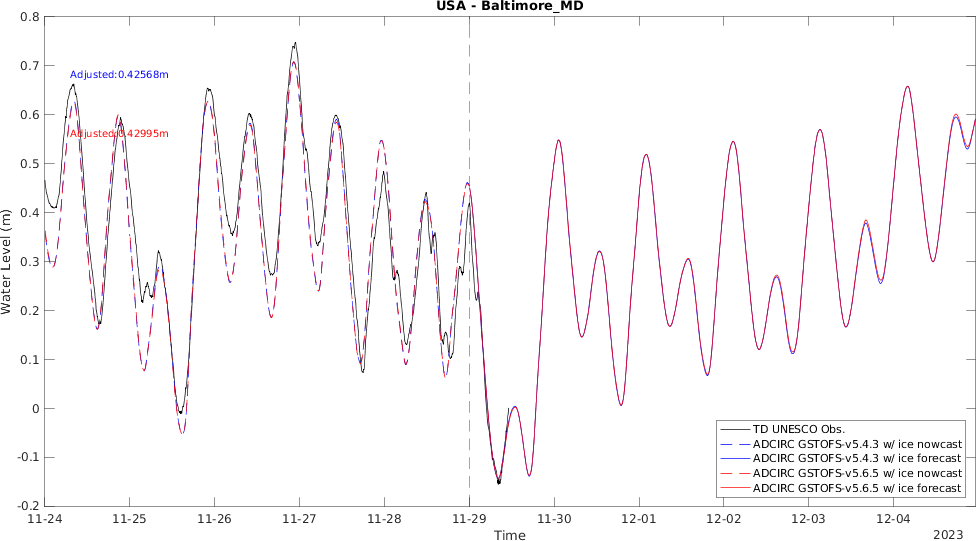 USA - Baltimore_MD
0.8
0.7
0.6
0.5
0.4
0.3
0.2
0.1
0
-0.1
-0.2
Water Level (m)
Adjusted:0.42568m
Adjusted:0.42995m
TD UNESCO Obs.
ADCIRC GSTOFS-v5.4.3 w/ ice nowcast
ADCIRC GSTOFS-v5.4.3 w/ ice forecast
ADCIRC GSTOFS-v5.6.5 w/ ice nowcast
ADCIRC GSTOFS-v5.6.5 w/ ice forecast
11-24 11-25 11-26 11-27 11-28 11-29 11-30 12-01 12-02 12-03 12-04
Time
2023